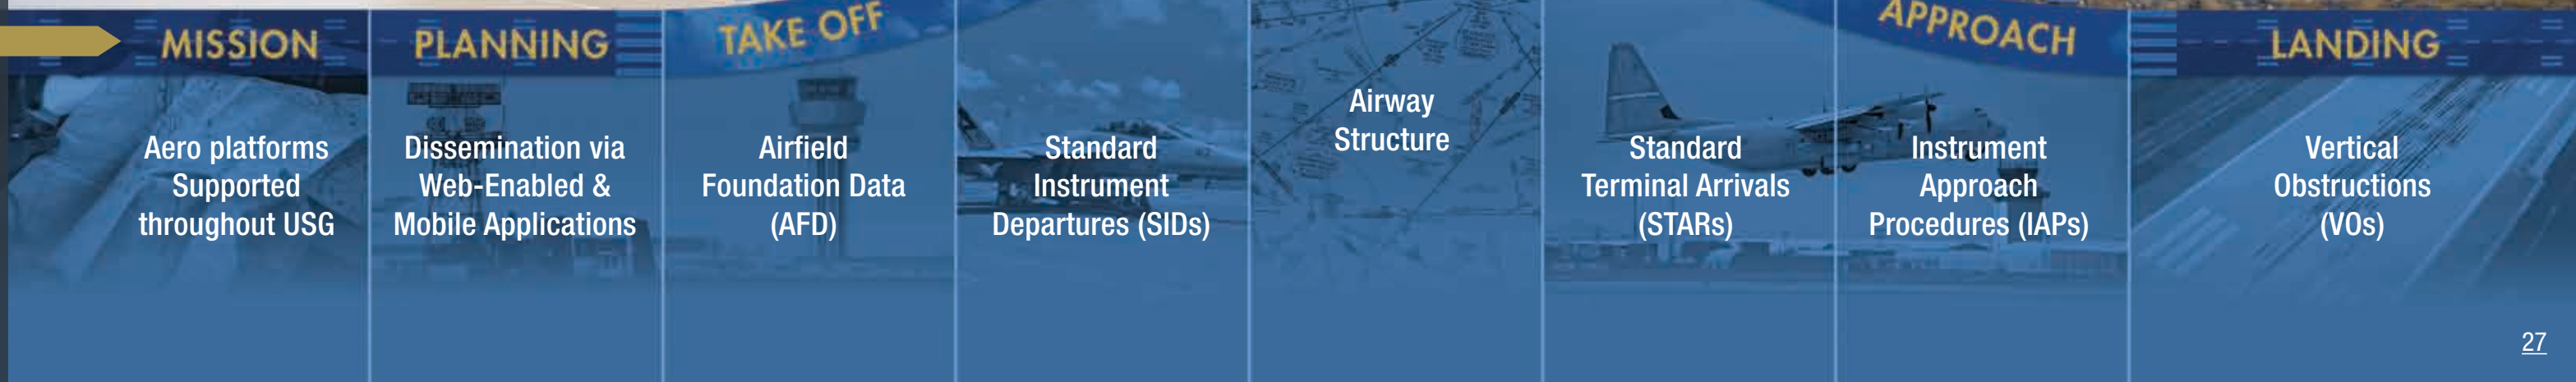 MISSION
PLANNING
TAKE OFF
APPROACH
LANDING
Aero platforms
Supported
throughout USG
Dissemination via
Web-Enabled &
Mobile Applications
Airfield
Foundation Data
(AFD)
Standard
Instrument
Departures (SIDs)
Airway
Structure
Standard
Terminal Arrivals
(STARs)
Instrument
Approach
Procedures (IAPs)
Vertical
Obstructions
(VOs)
27